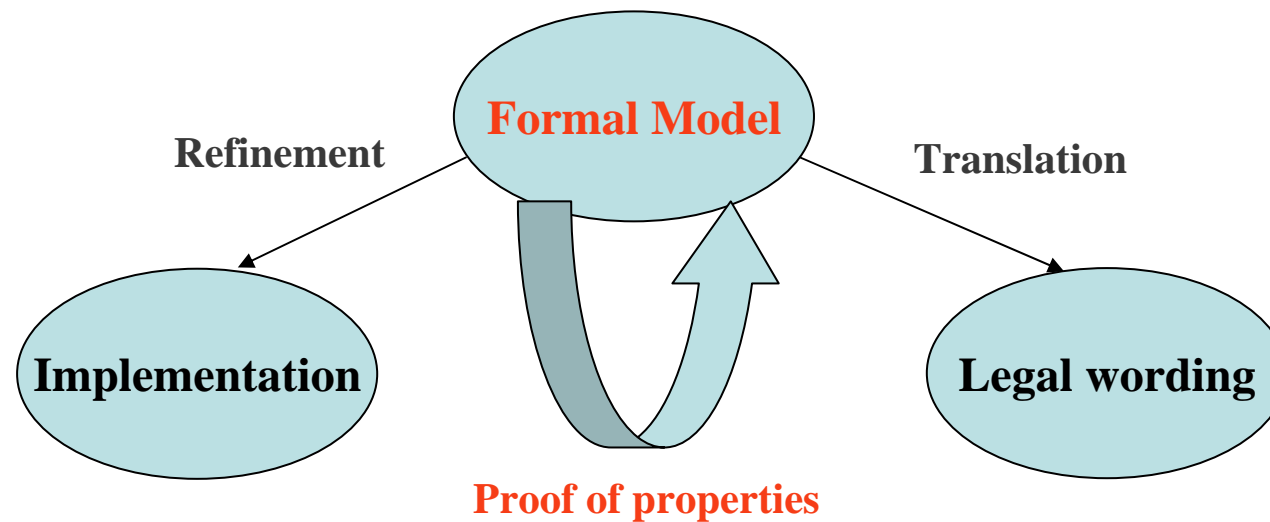 Formal Model
Refinement
Translation
Implementation
Legal wording
Proof of properties